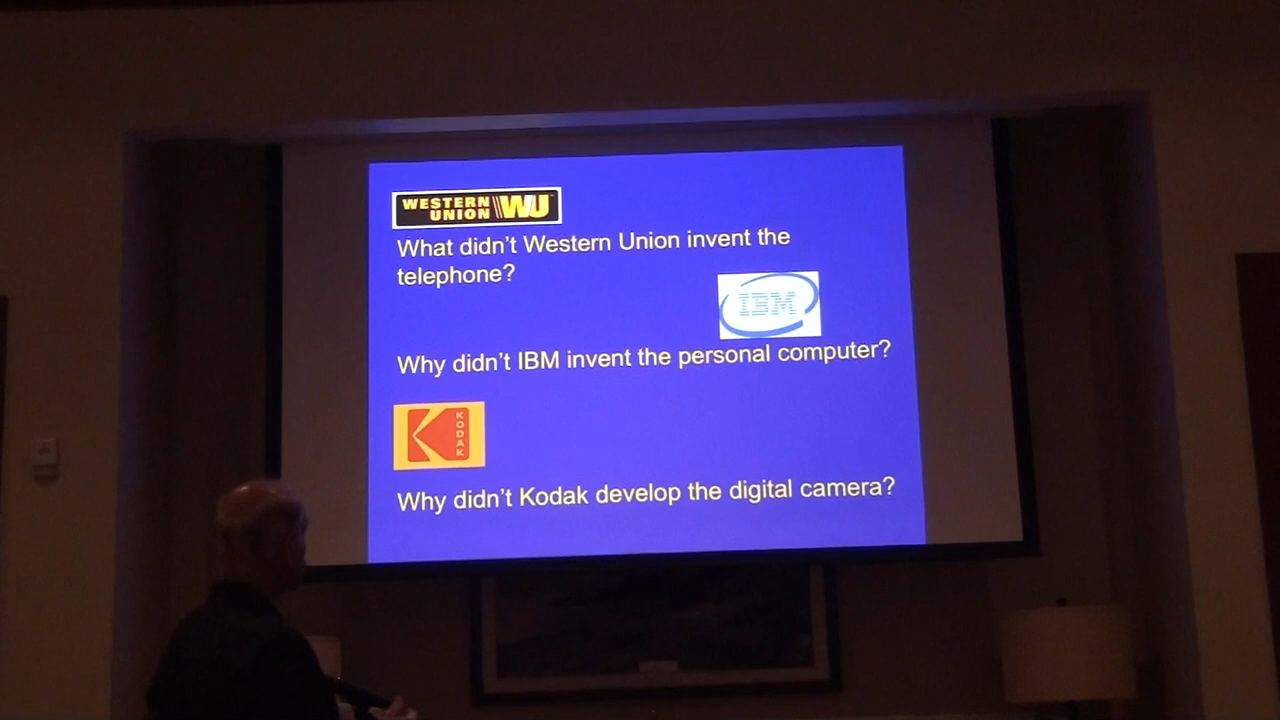 WESTERN
UNION WU
What didn't Western Union invent the
telephone?
IBM
Why didn't IBM invent the personal computer?
KODAK
Why didn't Kodak develop the digital camera?